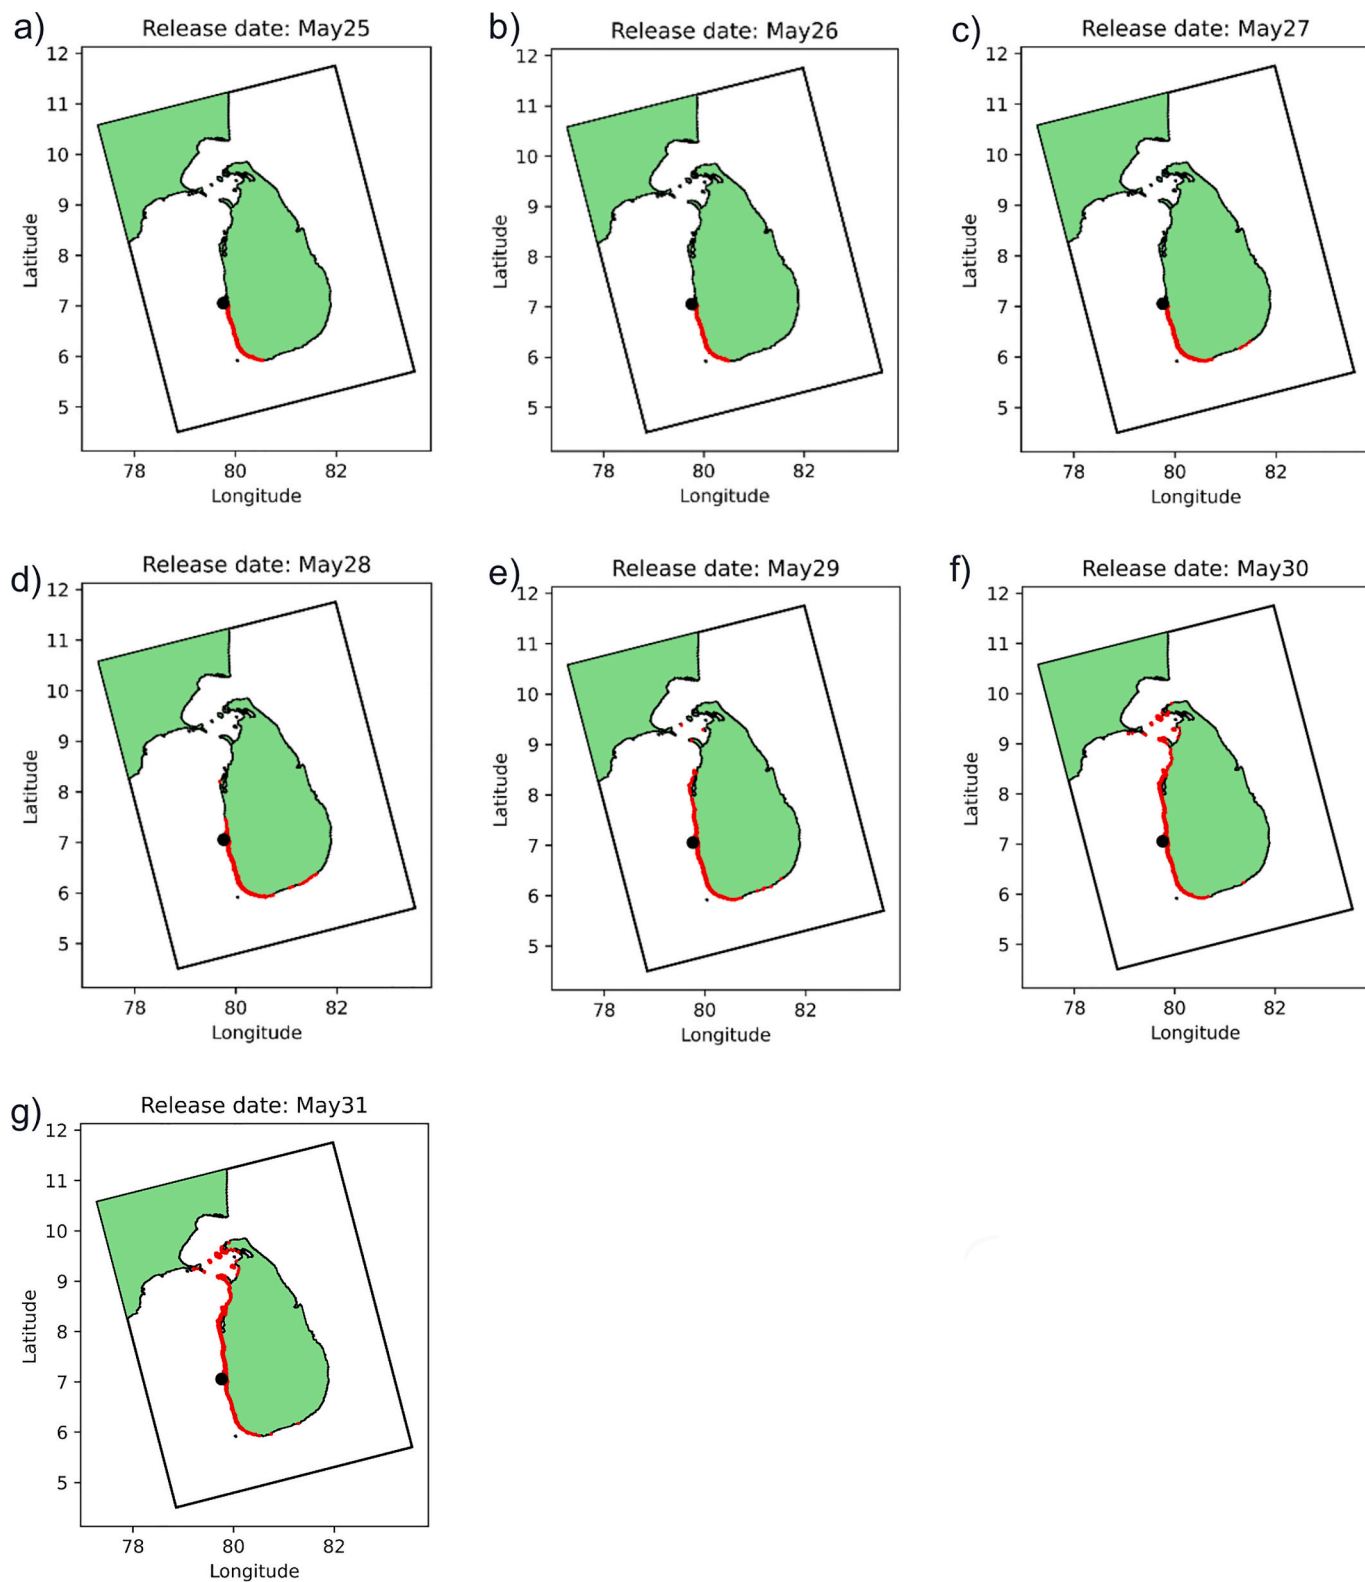 a) Release date: May25
12
11
10
9
8
7
6
5
Latitude
78 80 82
Longitude
b) Release date: May26
12
11
10
9
8
7
6
5
Latitude
78 80 82
Longitude
c) Release date: May27
12
11
10
9
8
7
6
5
Latitude
78 80 82
Longitude
d) Release date: May28
12
11
10
9
8
7
6
5
Latitude
78 80 82
Longitude
e) Release date: May29
12
11
10
9
8
7
6
5
Latitude
78 80 82
Longitude
f) Release date: May30
12
11
10
9
8
7
6
5
Latitude
78 80 82
Longitude
g) Release date: May31
12
11
10
9
8
7
6
5
Latitude
78 80 82
Longitude